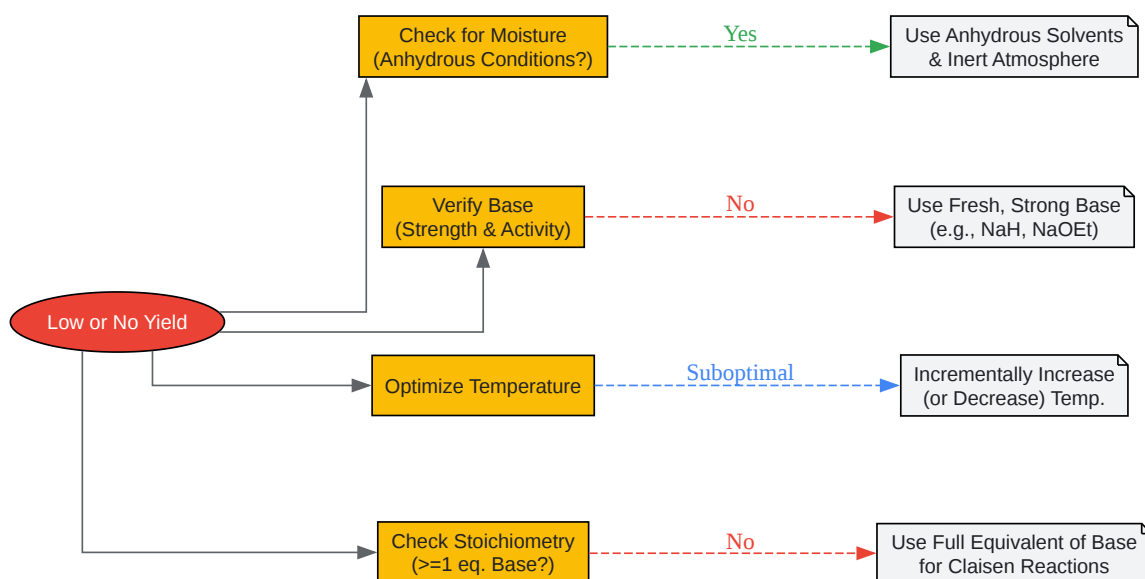 Check for Moisture
(Anhydrous Conditions?)
Yes
Use Anhydrous Solvents
& Inert Atmosphere
Verify Base
(Strength & Activity)
No
Use Fresh, Strong Base
(e.g., NaH, NaOEt)
Low or No Yield
Optimize Temperature
Suboptimal
Incrementally Increase
(or Decrease) Temp.
Check Stoichiometry
(>=1 eq. Base?)
No
Use Full Equivalent of Base
for Claisen Reactions